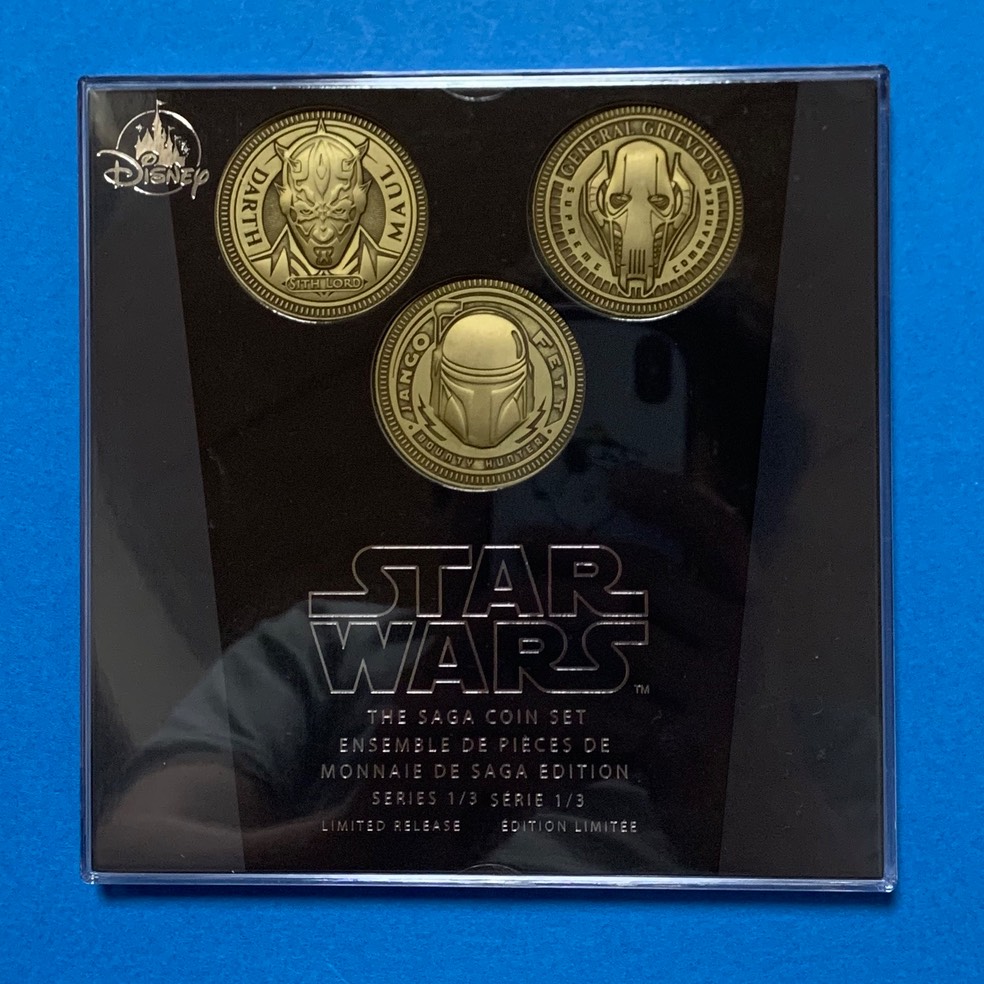 Disney
DARTH MAUL
SITH LORD
GENERAL GRIEVOUS
SUPREME COMMANDER
JANGO FETT
BOUNTY HUNTER
STAR
WARS TM
THE SAGA COIN SET
ENSEMBLE DE PIÈCES DE
MONNAIE DE SAGA EDITION
SERIES 1/3 SÉRIE 1/3
LIMITED RELEASE ÉDITION LIMITÉE